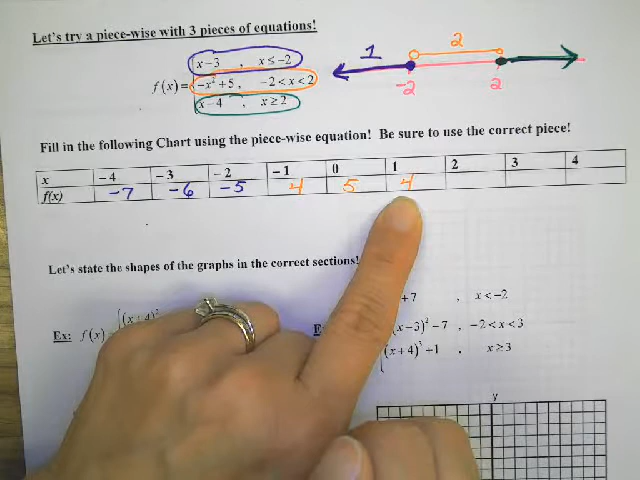 Let's try a piece-wise with 3 pieces of equations!
x-3 , x≤-2
f(x)= -x²+5, -2<x<2
x-4 , x≥2
1 2
-2 2
Fill in the following Chart using the piece-wise equation! Be sure to use the correct piece!
x -4 -3 -2 -1 0 1 2 3 4
f(x) -7 -6 -5 4 5 4
Let's state the shapes of the graphs in the correct sections!
+7 , x<-2
Ex: f(x) (x+4)²
(x-3)²-7 , -2<x<3
(x+4)³+1 , x≥3
y